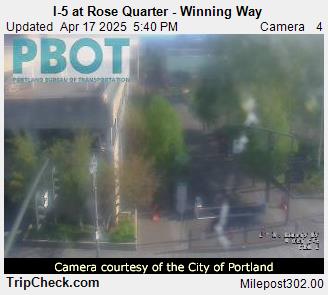 I-5 at Rose Quarter - Winning Way
Updated Apr 17 2025 5:40 PM Camera 4
PBOT
PORTLAND BUREAU OF TRANSPORTATION
Camera courtesy of the City of Portland
TripCheck.com Milepost302.00